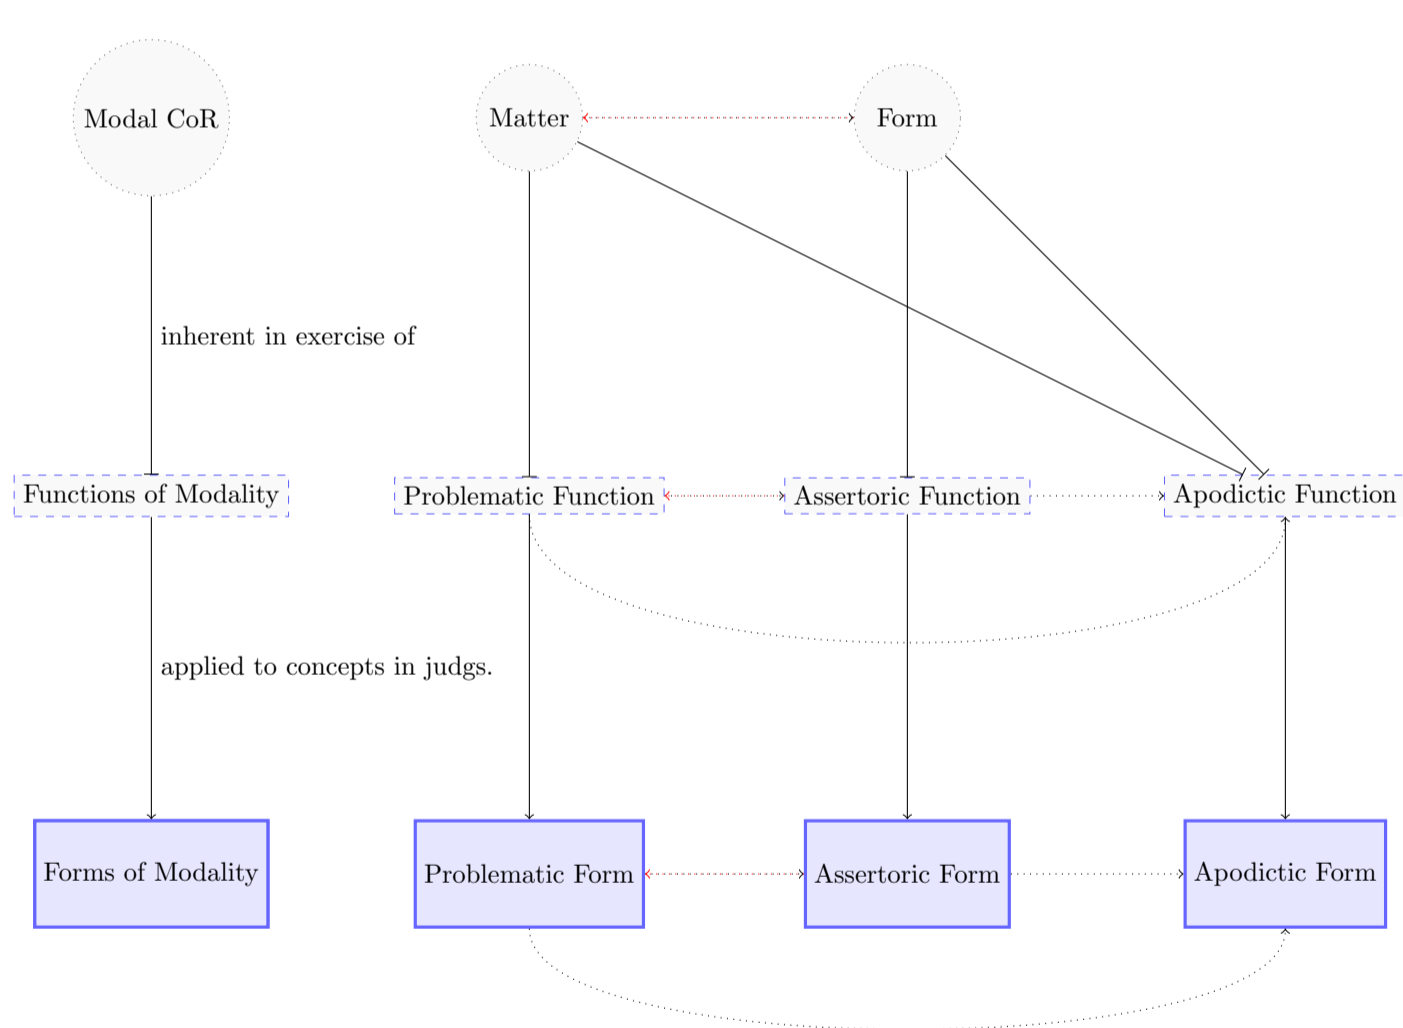 Modal CoR
Matter
Form
inherent in exercise of
Functions of Modality
Problematic Function
Assertoric Function
Apodictic Function
applied to concepts in judgs.
Forms of Modality
Problematic Form
Assertoric Form
Apodictic Form